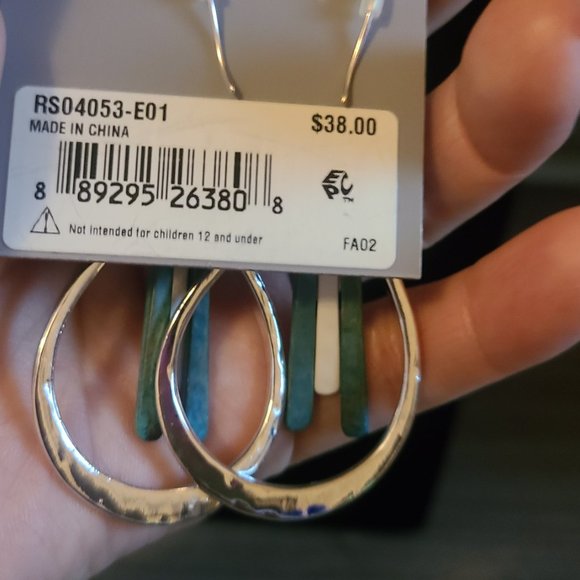 RS04053-E01
MADE IN CHINA
$38.00
8 89295 26380 8
EPC™
Not intended for children 12 and under
FA02